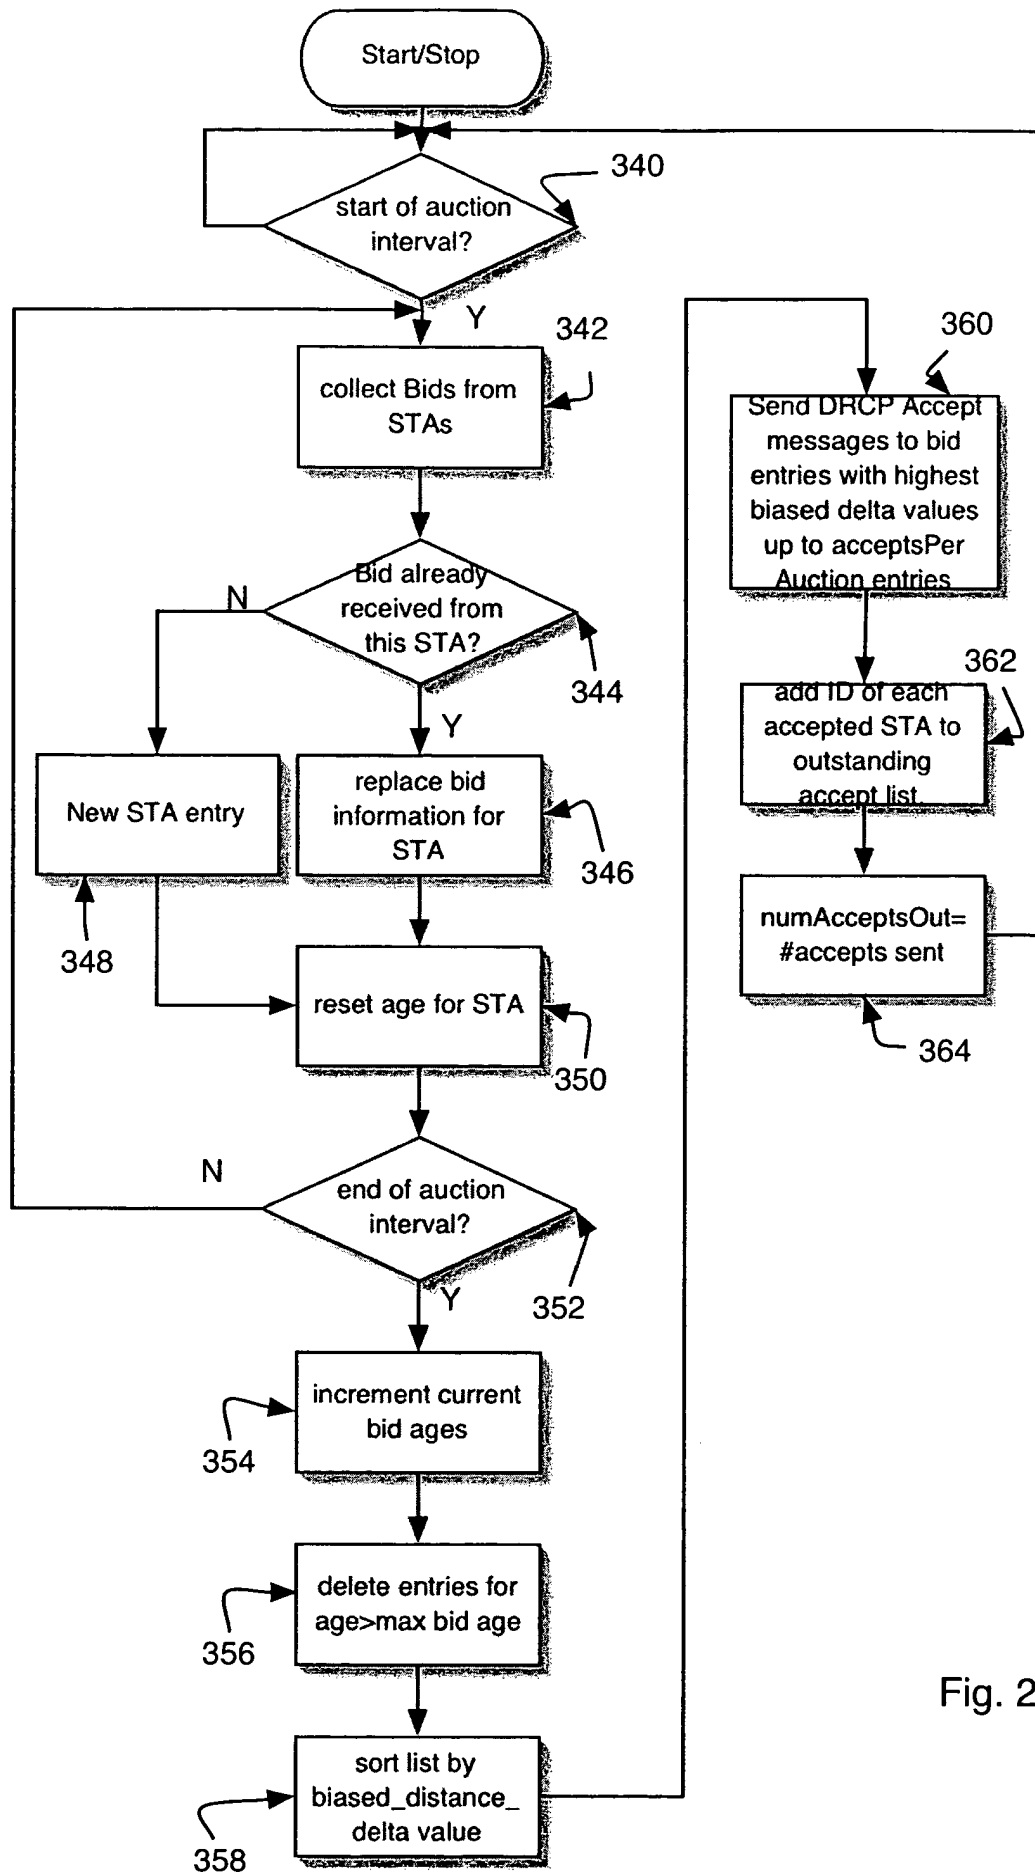 Start/Stop
start of auction
interval?
340
Y
342
collect Bids from
STAs
Bid already
received from
this STA?
N
344
Y
New STA entry
348
replace bid
information for
STA
346
reset age for STA
350
end of auction
interval?
N
352
Y
increment current
bid ages
354
delete entries for
age>max bid age
356
sort list by
biased_distance_
delta value
358
360
Send DRCP Accept
messages to bid
entries with highest
biased delta values
up to acceptsPer
Auction entries
362
add ID of each
accepted STA to
outstanding
accept list.
numAcceptsOut=
#accepts sent
364
Fig. 2